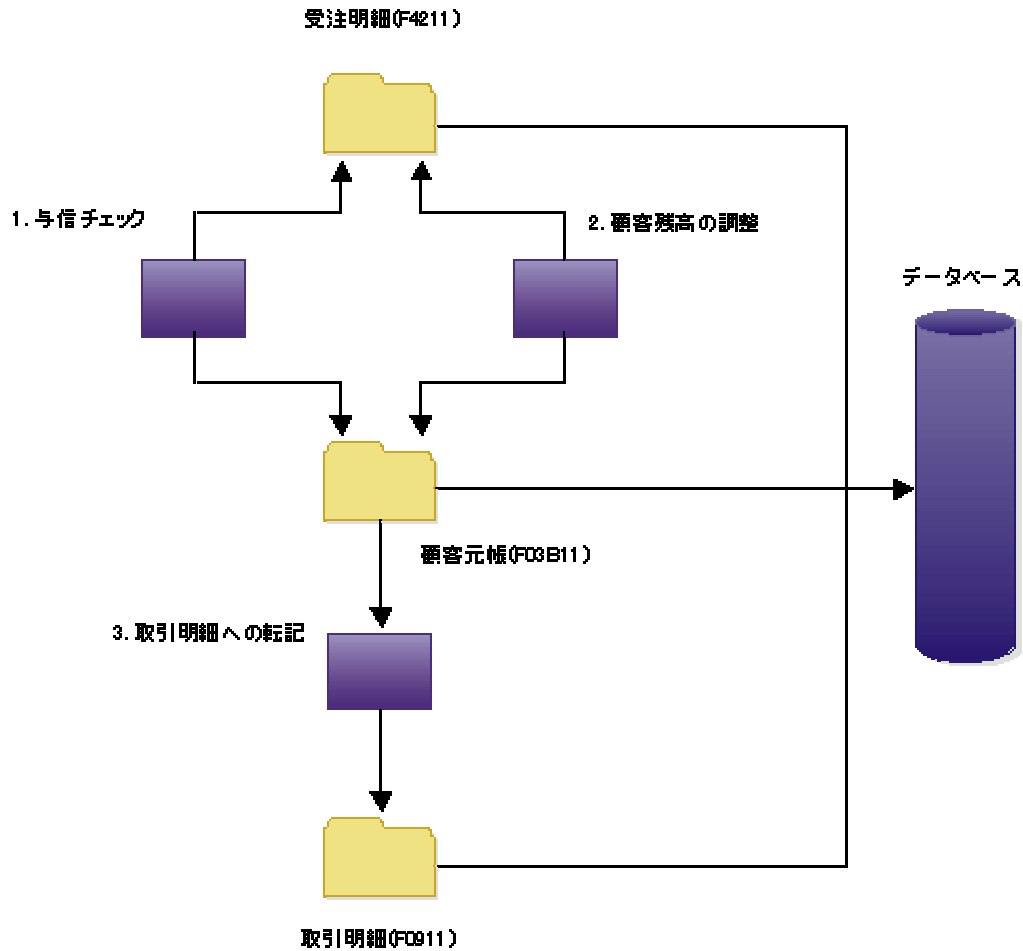 受注明細(F4211)
1. 与信チェック
2. 顧客残高の調整
データベース
顧客元帳(F03B11)
3. 取引明細への転記
取引明細(F0911)